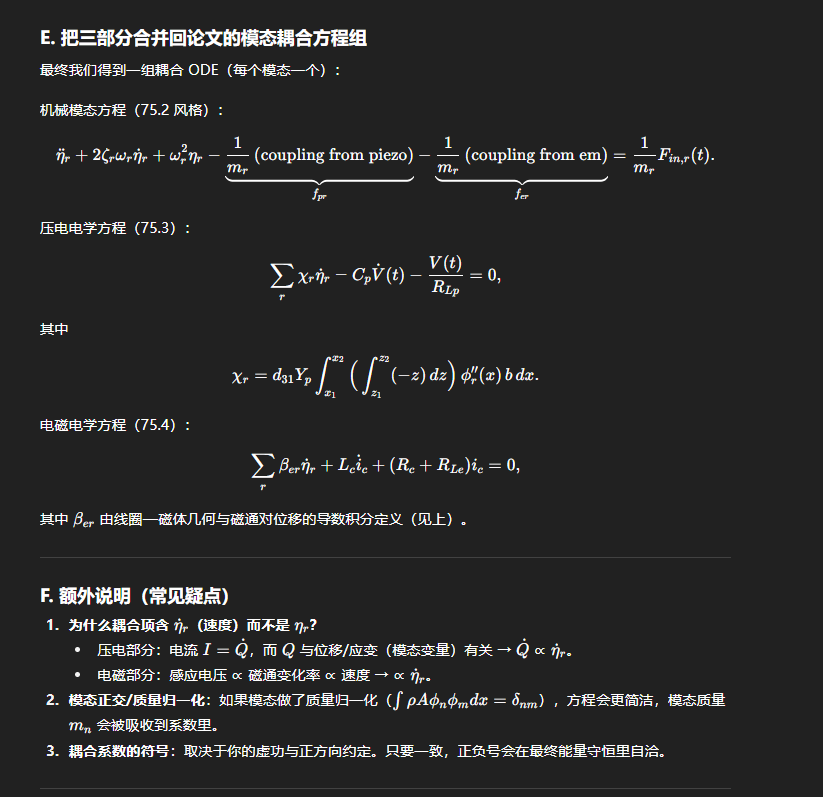 E. 把三部分合并回论文的模态耦合方程组
最终我们得到一组耦合 ODE（每个模态一个）：
机械模态方程（75.2 风格）：
$$\ddot{\eta}_r + 2\zeta_r\omega_r\dot{\eta}_r + \omega_r^2\eta_r - \underbrace{\frac{1}{m_r}(\text{coupling from piezo})}_{f_{pr}} - \underbrace{\frac{1}{m_r}(\text{coupling from em})}_{f_{er}} = \frac{1}{m_r}F_{in,r}(t).$$
压电电学方程（75.3）：
$$\sum_r \chi_r\dot{\eta}_r - C_p\dot{V}(t) - \frac{V(t)}{R_{Lp}} = 0,$$
其中
$$\chi_r = d_{31}Y_p\int_{x_1}^{x_2}\left(\int_{z_1}^{z_2}(-z)\,dz\right)\phi_r''(x)\,b\,dx.$$
电磁电学方程（75.4）：
$$\sum_r \beta_{er}\dot{\eta}_r + L_c\dot{i}_c + (R_c + R_{Le})i_c = 0,$$
其中 $\beta_{er}$ 由线圈—磁体几何与磁通对位移的导数积分定义（见上）。
F. 额外说明（常见疑点）
1. 为什么耦合项含 $\dot{\eta}_r$（速度）而不是 $\eta_r$?
• 压电部分：电流 $I = \dot{Q}$，而 $Q$ 与位移/应变（模态变量）有关 → $\dot{Q} \propto \dot{\eta}_r$。
• 电磁部分：感应电压 ∝ 磁通变化率 ∝ 速度 → ∝ $\dot{\eta}_r$。
2. 模态正交/质量归一化：如果模态做了质量归一化（$\int \rho A\phi_n\phi_m dx = \delta_{nm}$），方程会更简洁，模态质量
$m_n$ 会被吸收到系数里。
3. 耦合系数的符号：取决于你的虚功与正方向约定。只要一致，正负号会在最终能量守恒里自洽。